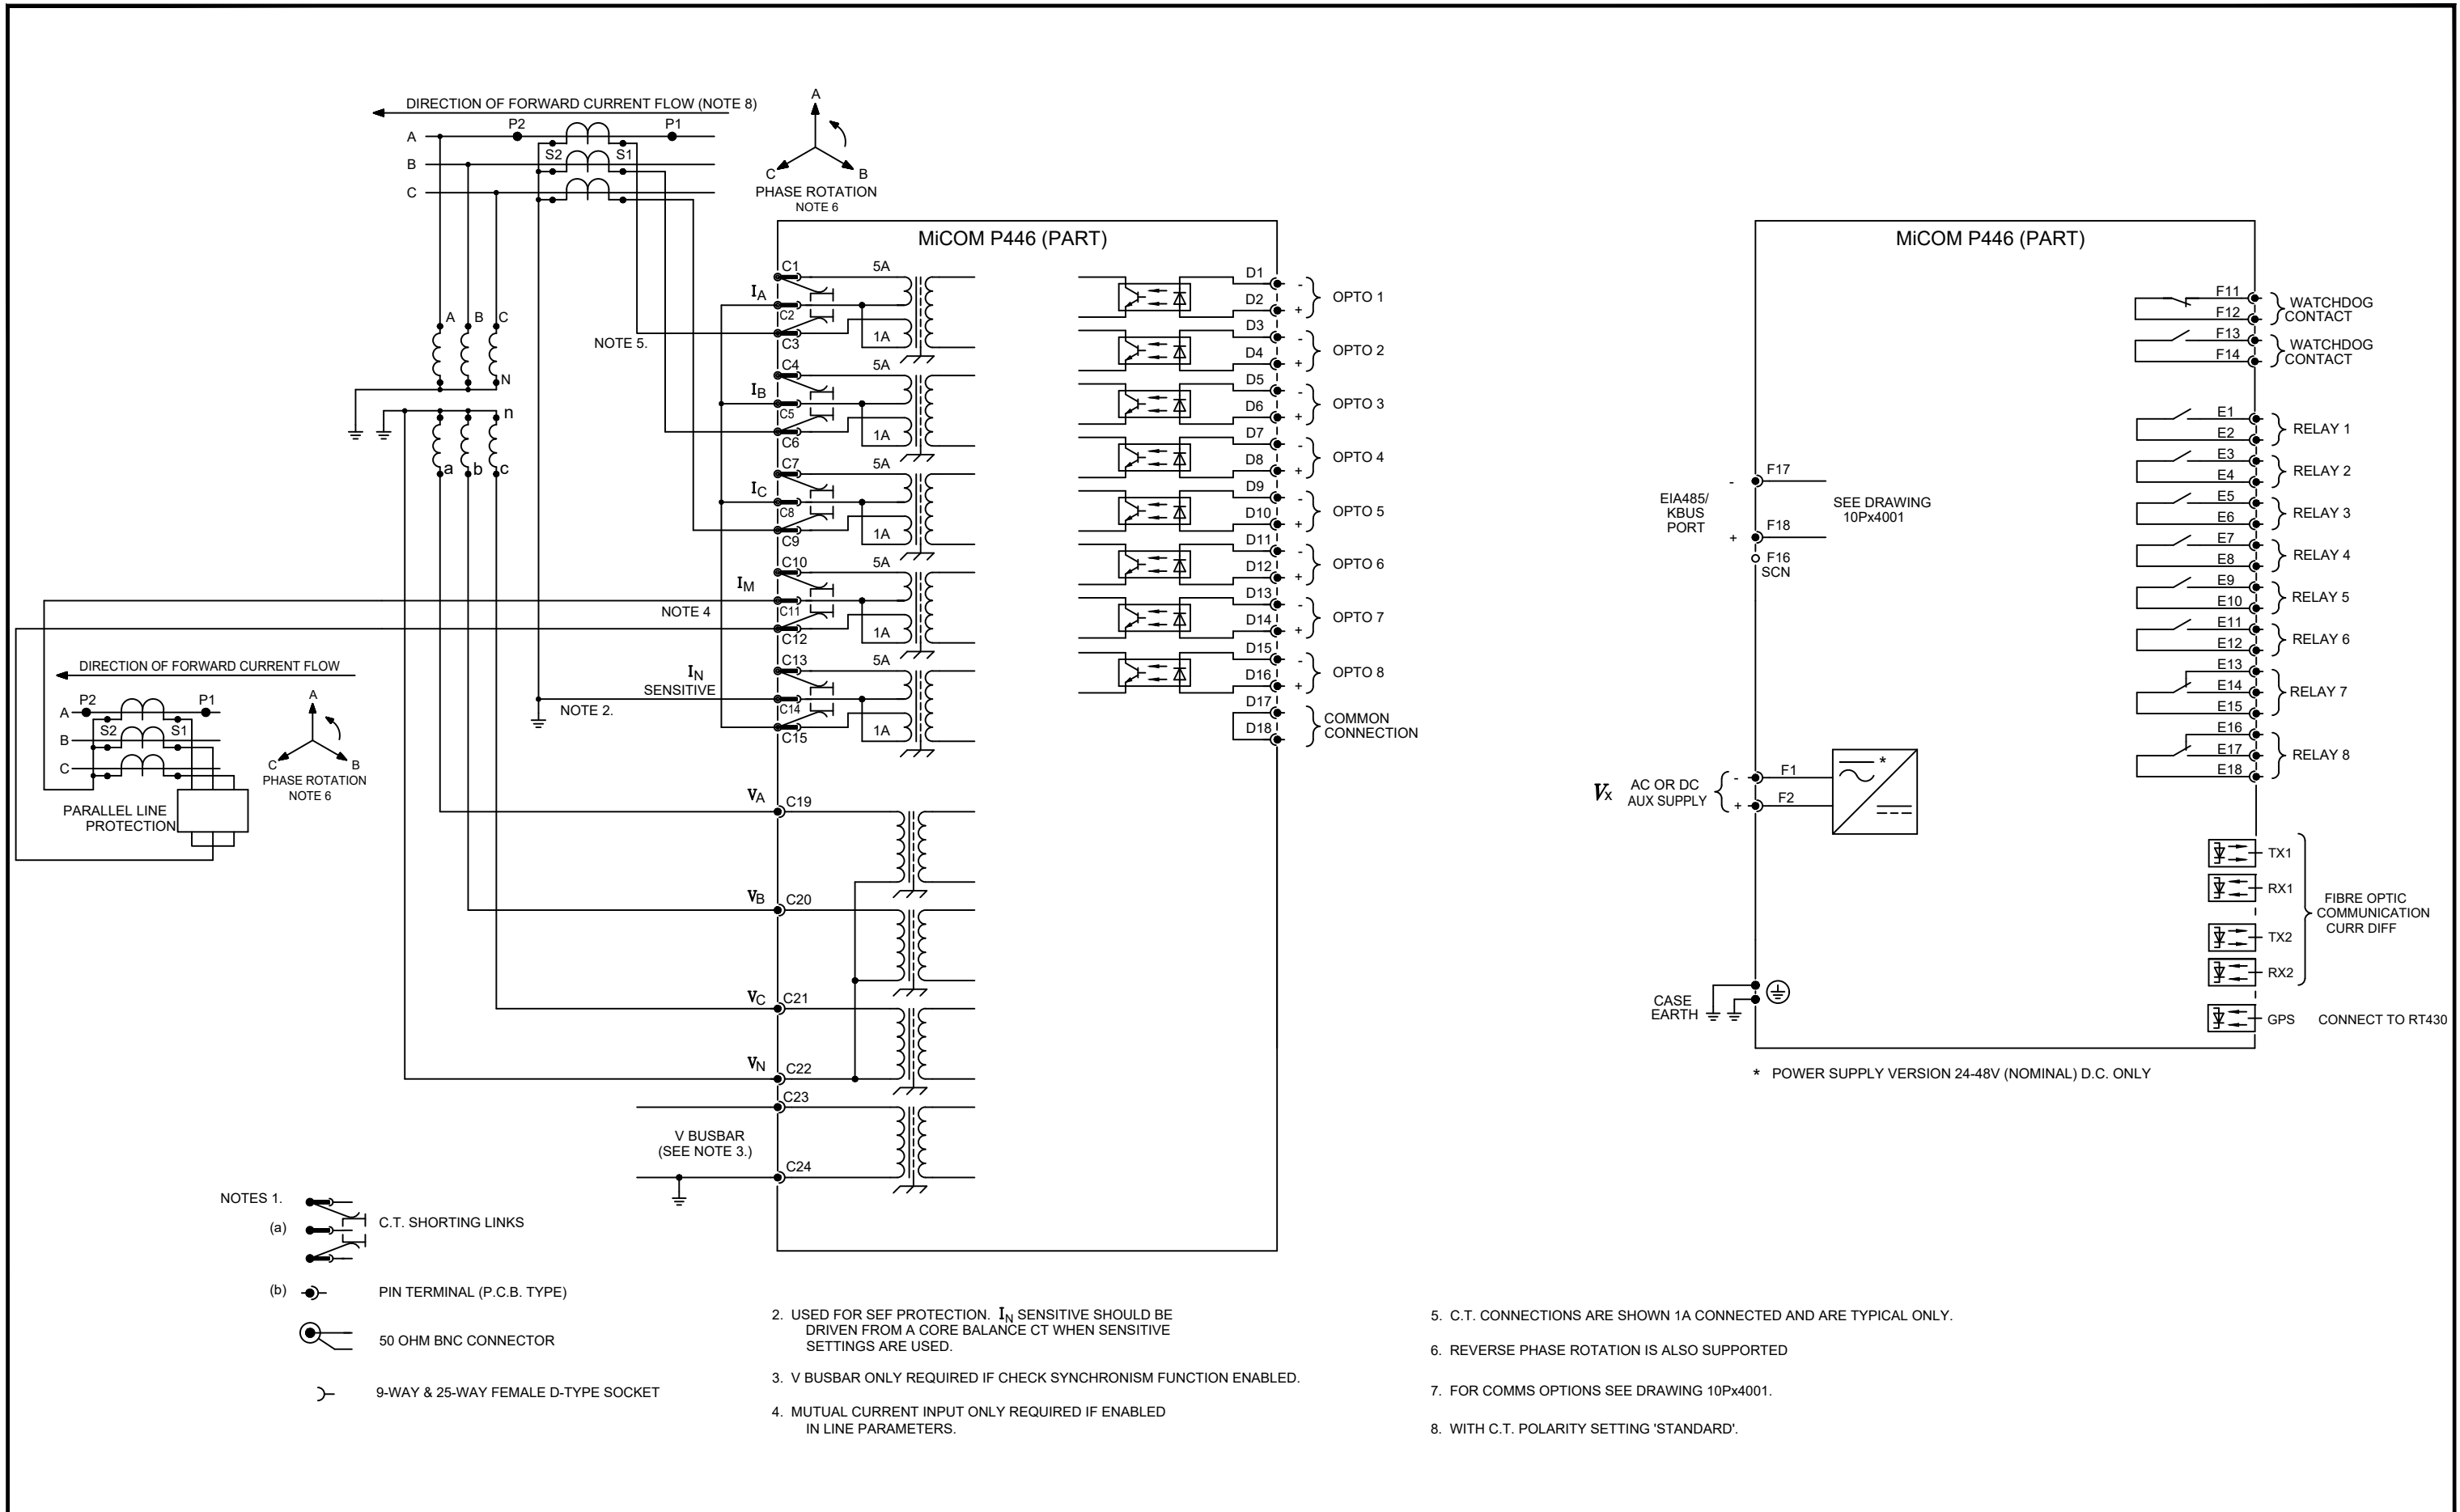 DIRECTION OF FORWARD CURRENT FLOW (NOTE 8)
A
P2
P1
S2
S1
B
C
A
C
B
PHASE ROTATION
NOTE 6
A
B
C
N
n
a
b
c
NOTE 5.
MiCOM P446 (PART)
C1
5A
IA
C2
C3
1A
C4
5A
IB
C5
C6
1A
C7
5A
IC
C8
C9
1A
C10
5A
IM
NOTE 4
C11
C12
1A
C13
5A
IN
SENSITIVE
NOTE 2.
C14
C15
1A
VA
C19
VB
C20
VC
C21
VN
C22
C23
V BUSBAR
(SEE NOTE 3.)
C24
D1
-
D2
+
OPTO 1
D3
-
D4
+
OPTO 2
D5
-
D6
+
OPTO 3
D7
-
D8
+
OPTO 4
D9
-
D10
+
OPTO 5
D11
-
D12
+
OPTO 6
D13
-
D14
+
OPTO 7
D15
-
D16
+
OPTO 8
D17
D18
COMMON
CONNECTION
DIRECTION OF FORWARD CURRENT FLOW
A
P2
P1
S2
S1
B
C
A
C
B
PHASE ROTATION
NOTE 6
PARALLEL LINE
PROTECTION
MiCOM P446 (PART)
F11
F12
WATCHDOG
CONTACT
F13
F14
WATCHDOG
CONTACT
E1
E2
RELAY 1
E3
E4
RELAY 2
E5
E6
RELAY 3
E7
E8
RELAY 4
E9
E10
RELAY 5
E11
E12
RELAY 6
E13
E14
E15
RELAY 7
E16
E17
E18
RELAY 8
EIA485/
KBUS
PORT
-
F17
+
F18
F16
SCN
SEE DRAWING
10Px4001
Vx
AC OR DC
AUX SUPPLY
-
F1
+
F2
*
CASE
EARTH
TX1
RX1
TX2
RX2
FIBRE OPTIC
COMMUNICATION
CURR DIFF
GPS
CONNECT TO RT430
* POWER SUPPLY VERSION 24-48V (NOMINAL) D.C. ONLY
NOTES 1.
(a)
C.T. SHORTING LINKS
(b)
PIN TERMINAL (P.C.B. TYPE)
50 OHM BNC CONNECTOR
9-WAY & 25-WAY FEMALE D-TYPE SOCKET
2. USED FOR SEF PROTECTION. IN SENSITIVE SHOULD BE
DRIVEN FROM A CORE BALANCE CT WHEN SENSITIVE
SETTINGS ARE USED.
3. V BUSBAR ONLY REQUIRED IF CHECK SYNCHRONISM FUNCTION ENABLED.
4. MUTUAL CURRENT INPUT ONLY REQUIRED IF ENABLED
IN LINE PARAMETERS.
5. C.T. CONNECTIONS ARE SHOWN 1A CONNECTED AND ARE TYPICAL ONLY.
6. REVERSE PHASE ROTATION IS ALSO SUPPORTED
7. FOR COMMS OPTIONS SEE DRAWING 10Px4001.
8. WITH C.T. POLARITY SETTING 'STANDARD'.